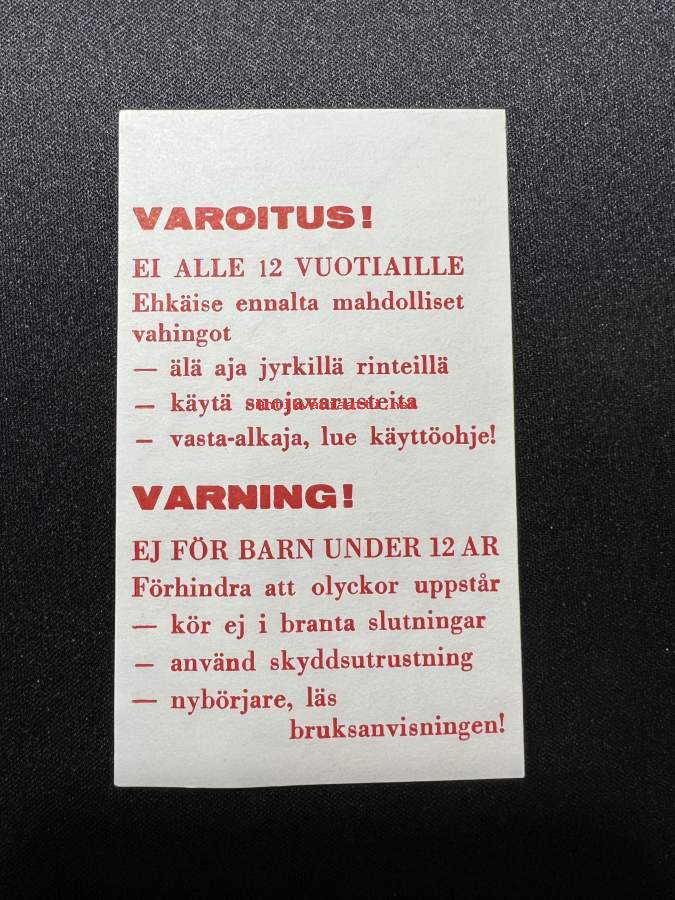 VAROITUS!
EI ALLE 12 VUOTIAILLE
Ehkäise ennalta mahdolliset
vahingot
— älä aja jyrkillä rinteillä
— käytä suojavarusteita
— vasta-alkaja, lue käyttöohje!
VARNING!
EJ FÖR BARN UNDER 12 AR
Förhindra att olyckor uppstår
— kör ej i branta slutningar
— använd skyddsutrustning
— nybörjare, läs
bruksanvisningen!